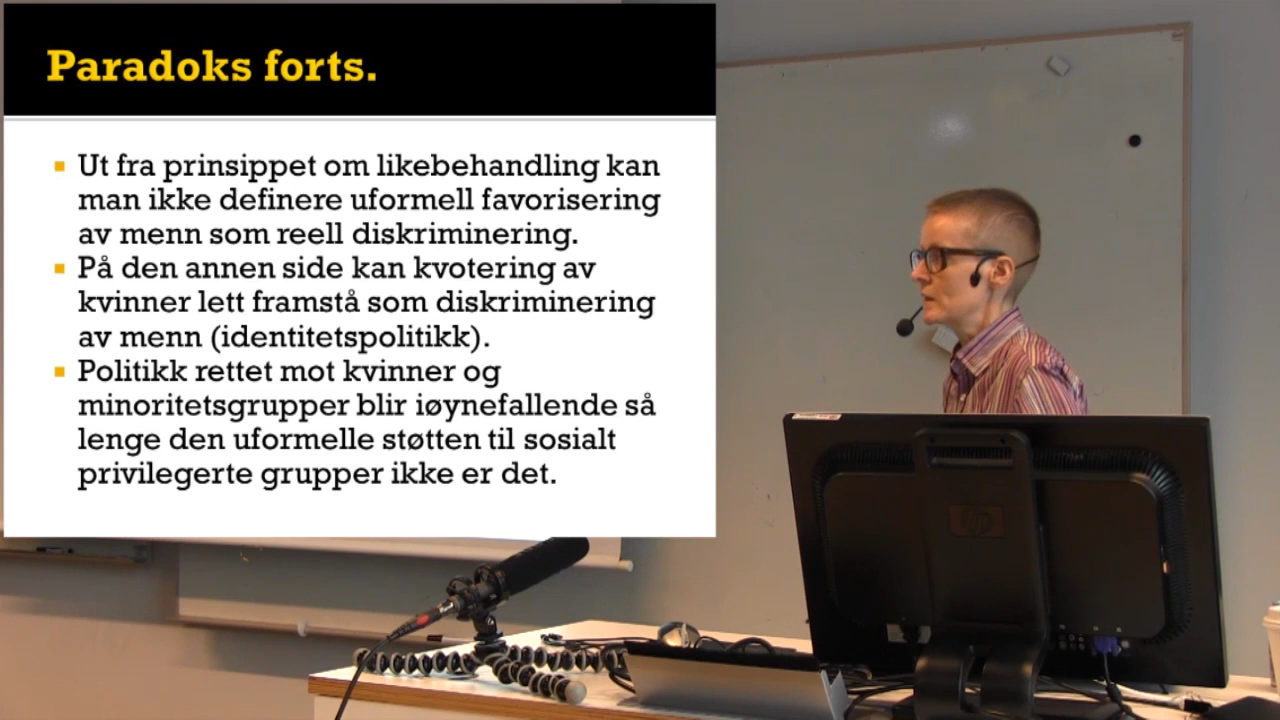 Paradoks forts.
Ut fra prinsippet om likebehandling kan
man ikke definere uformell favorisering
av menn som reell diskriminering.
På den annen side kan kvotering av
kvinner lett framstå som diskriminering
av menn (identitetspolitikk).
Politikk rettet mot kvinner og
minoritetsgrupper blir iøynefallende så
lenge den uformelle støtten til sosialt
privilegerte grupper ikke er det.
hp